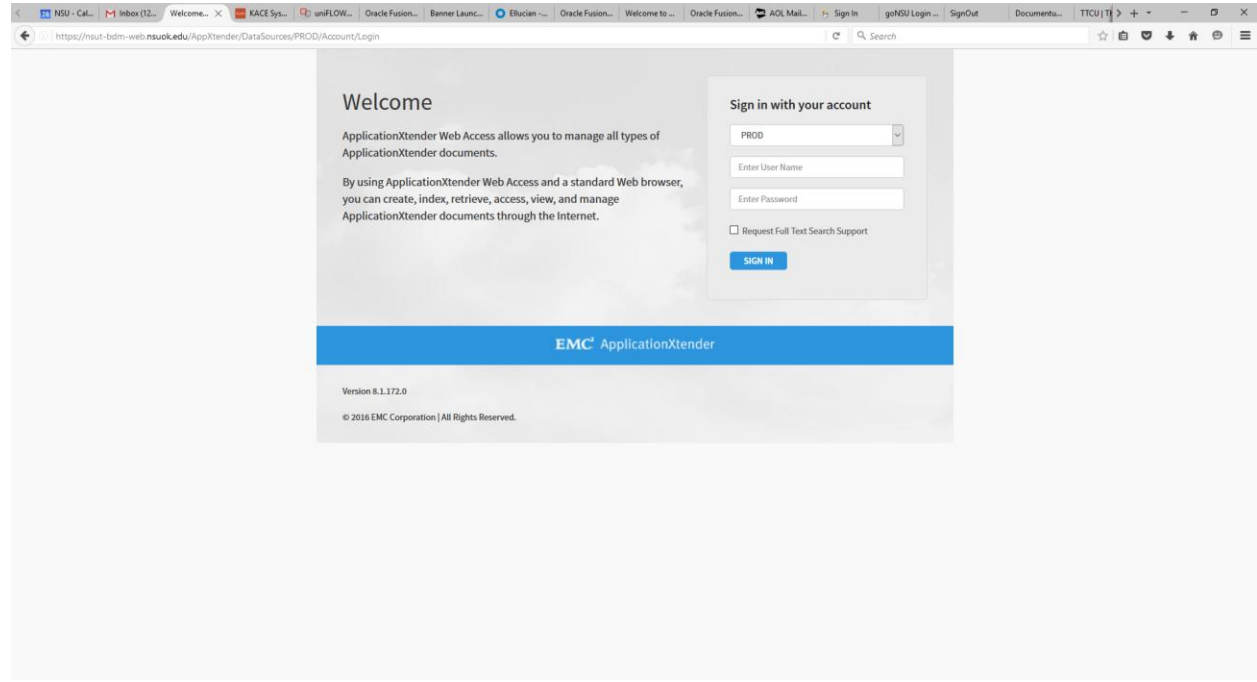 NSU - Cal...
Inbox (12...
Welcome...
KACE Sys...
uniFLOW...
Oracle Fusion...
Banner Launc...
Ellucian -...
Oracle Fusion...
Welcome to ...
Oracle Fusion...
AOL Mail...
Sign In
goNSU Login ...
SignOut
Documentu...
https://nsut-bdm-web.nsuok.edu/AppXtender/DataSources/PROD/Account/Login
Search
Welcome
ApplicationXtender Web Access allows you to manage all types of
ApplicationXtender documents.
By using ApplicationXtender Web Access and a standard Web browser,
you can create, index, retrieve, access, view, and manage
ApplicationXtender documents through the Internet.
Sign in with your account
PROD
Enter User Name
Enter Password
Request Full Text Search Support
SIGN IN
EMC² ApplicationXtender
Version 8.1.172.0
© 2016 EMC Corporation | All Rights Reserved.